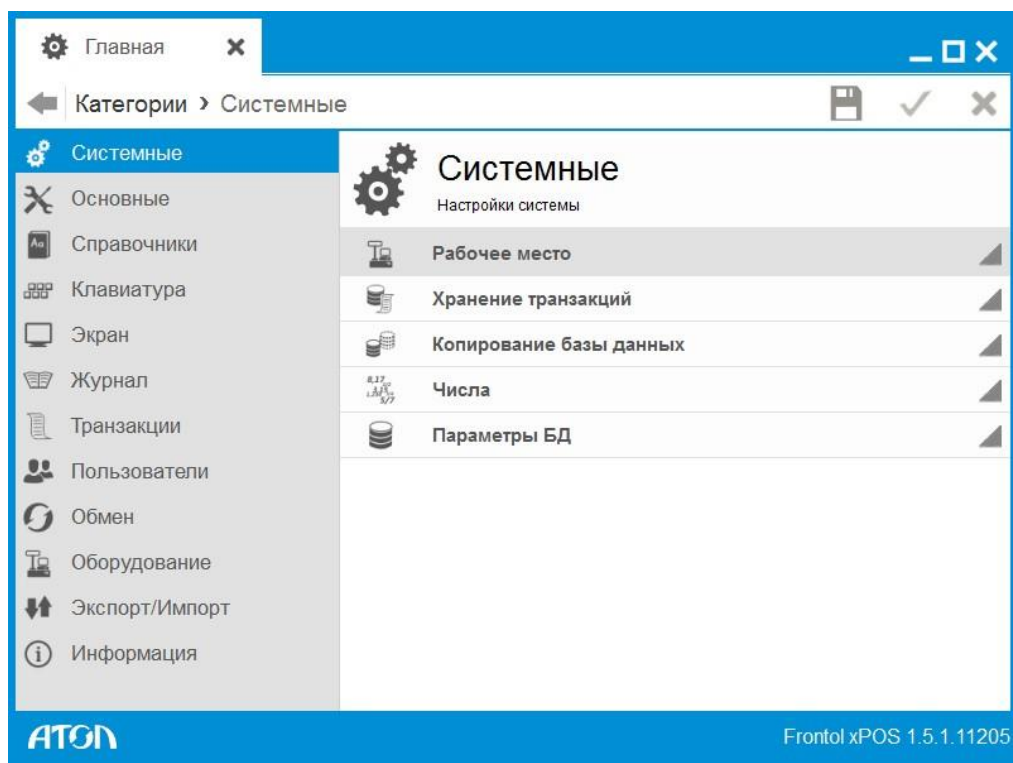 Главная
Категории › Системные
Системные
Основные
Справочники
Клавиатура
Экран
Журнал
Транзакции
Пользователи
Обмен
Оборудование
Экспорт/Импорт
Информация
Системные
Настройки системы
Рабочее место
Хранение транзакций
Копирование базы данных
Числа
Параметры БД
АТОЛ
Frontol xPOS 1.5.1.11205